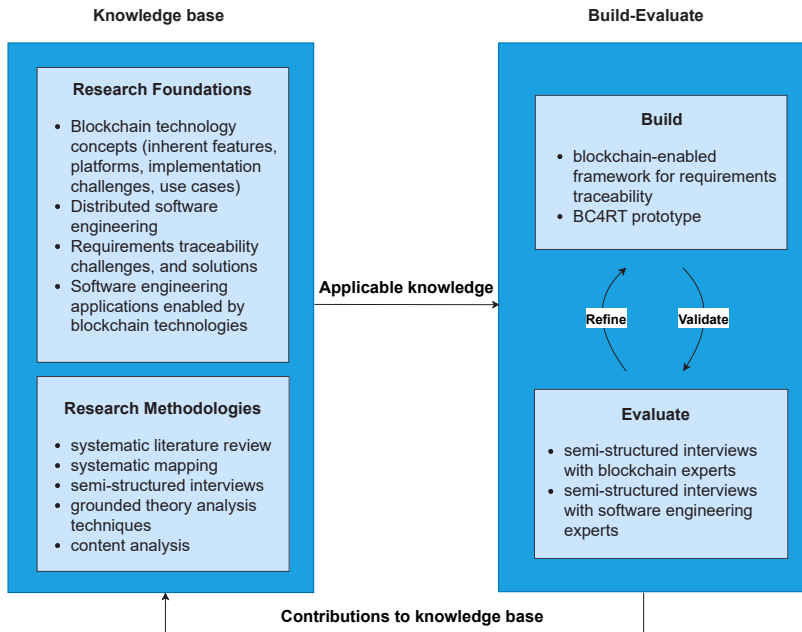 Knowledge base
Research Foundations
• Blockchain technology
concepts (inherent features,
platforms, implementation
challenges, use cases)
• Distributed software
engineering
• Requirements traceability
challenges, and solutions
• Software engineering
applications enabled by
blockchain technologies
Research Methodologies
• systematic literature review
• systematic mapping
• semi-structured interviews
• grounded theory analysis
techniques
• content analysis
Applicable knowledge
Build-Evaluate
Build
• blockchain-enabled
framework for requirements
traceability
• BC4RT prototype
Refine
Validate
Evaluate
• semi-structured interviews
with blockchain experts
• semi-structured interviews
with software engineering
experts
Contributions to knowledge base